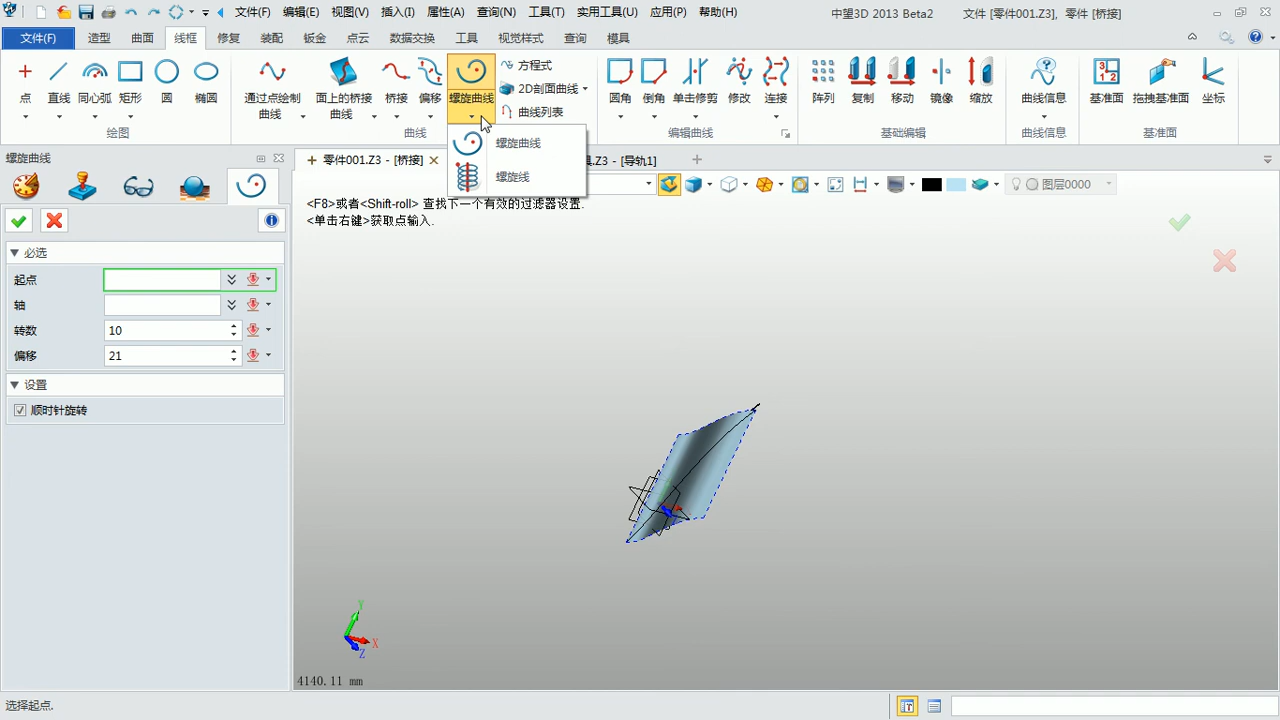 文件(F) 编辑(E) 视图(V) 插入(I) 属性(A) 查询(N) 工具(T) 实用工具(U) 应用(P) 帮助(H) 中望3D 2013 Beta2 文件 [零件001.Z3], 零件 [桥接]
文件(F) 造型 曲面 线框 修复 装配 钣金 点云 数据交换 工具 视觉样式 查询 模具
点 直线 同心弧 矩形 圆 椭圆
绘图
通过点绘制曲线 面上的桥接曲线 桥接 偏移 螺旋曲线
方程式
2D剖面曲线
曲线列表
曲线
圆角 倒角 单击修剪 修改 连接
编辑曲线
阵列 复制 移动 镜像 缩放
基础编辑
曲线信息
曲线信息
基准面 拖拽基准面 坐标
基准面
螺旋曲线
螺旋线
螺旋曲线
零件001.Z3 - [桥接]
.Z3 - [导轨1]
图层0000
<F8>或者<Shift-roll> 查找下一个有效的过滤器设置.
<单击右键>获取点输入.
必选
起点
轴
转数 10
偏移 21
设置
顺时针旋转
Y
X
Z
4140.11 mm
选择起点.